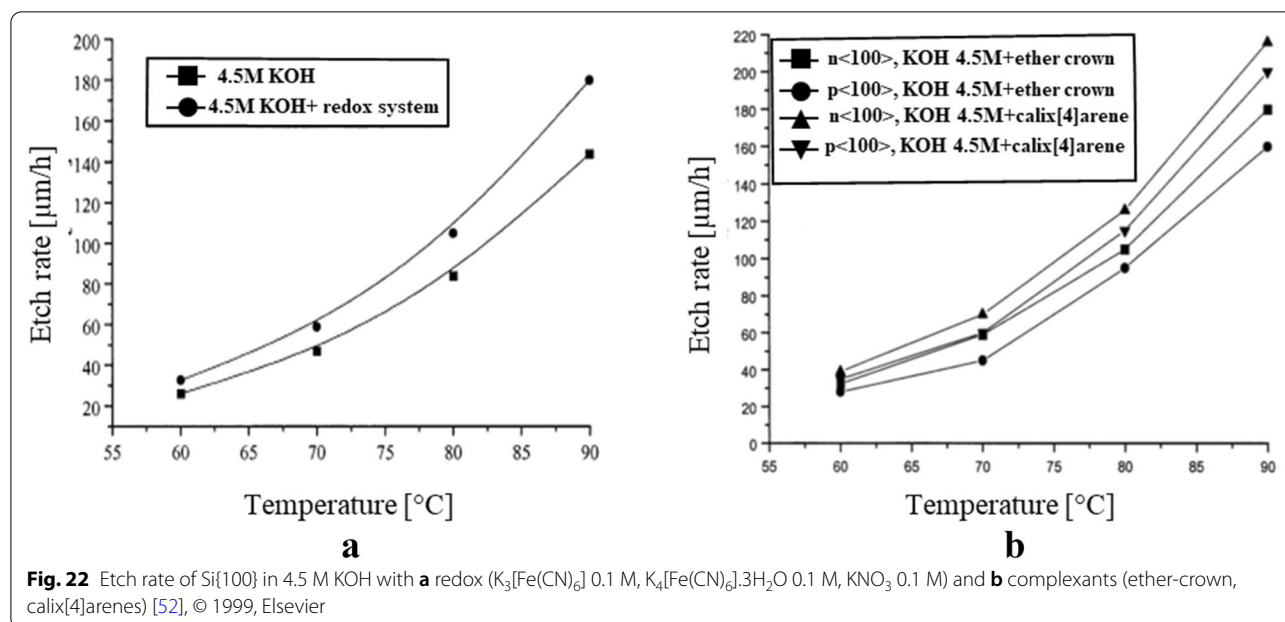 180
160
140
120
100
80
60
40
20
55
60
65
70
75
80
85
90
Etch rate [µm/h]
Temperature [°C]
4.5M KOH
4.5M KOH+ redox system
a
220
200
180
160
140
120
100
80
60
40
20
0
55
60
65
70
75
80
85
90
Etch rate [µm/h]
Temperature [°C]
n<100>, KOH 4.5M+ether crown
p<100>, KOH 4.5M+ether crown
n<100>, KOH 4.5M+calix[4]arene
p<100>, KOH 4.5M+calix[4]arene
b
Fig. 22 Etch rate of Si{100} in 4.5 M KOH with a redox (K₃[Fe(CN)₆] 0.1 M, K₄[Fe(CN)₆].3H₂O 0.1 M, KNO₃ 0.1 M) and b complexants (ether-crown,
calix[4]arenes) [52], © 1999, Elsevier